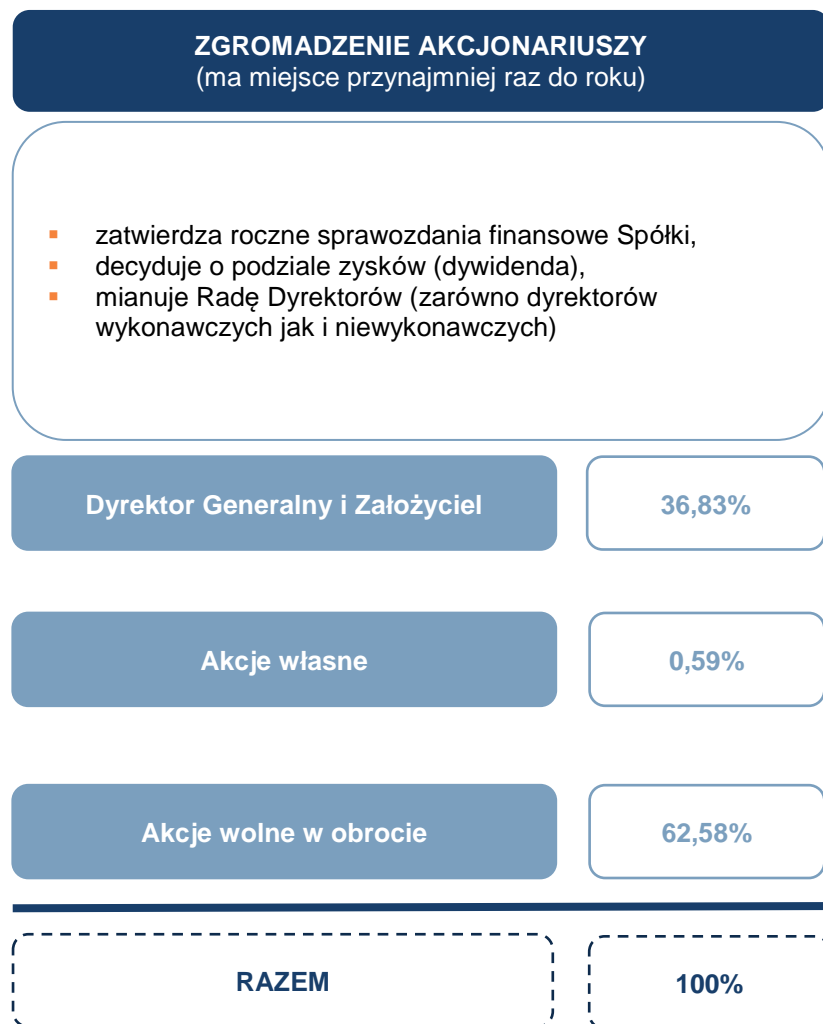 ZGROMADZENIE AKCJONARIUSZY
(ma miejsce przynajmniej raz do roku)
▪ zatwierdza roczne sprawozdania finansowe Spółki,
▪ decyduje o podziale zysków (dywidenda),
▪ mianuje Radę Dyrektorów (zarówno dyrektorów
wykonawczych jak i niewykonawczych)
Dyrektor Generalny i Założyciel 36,83%
Akcje własne 0,59%
Akcje wolne w obrocie 62,58%
RAZEM 100%